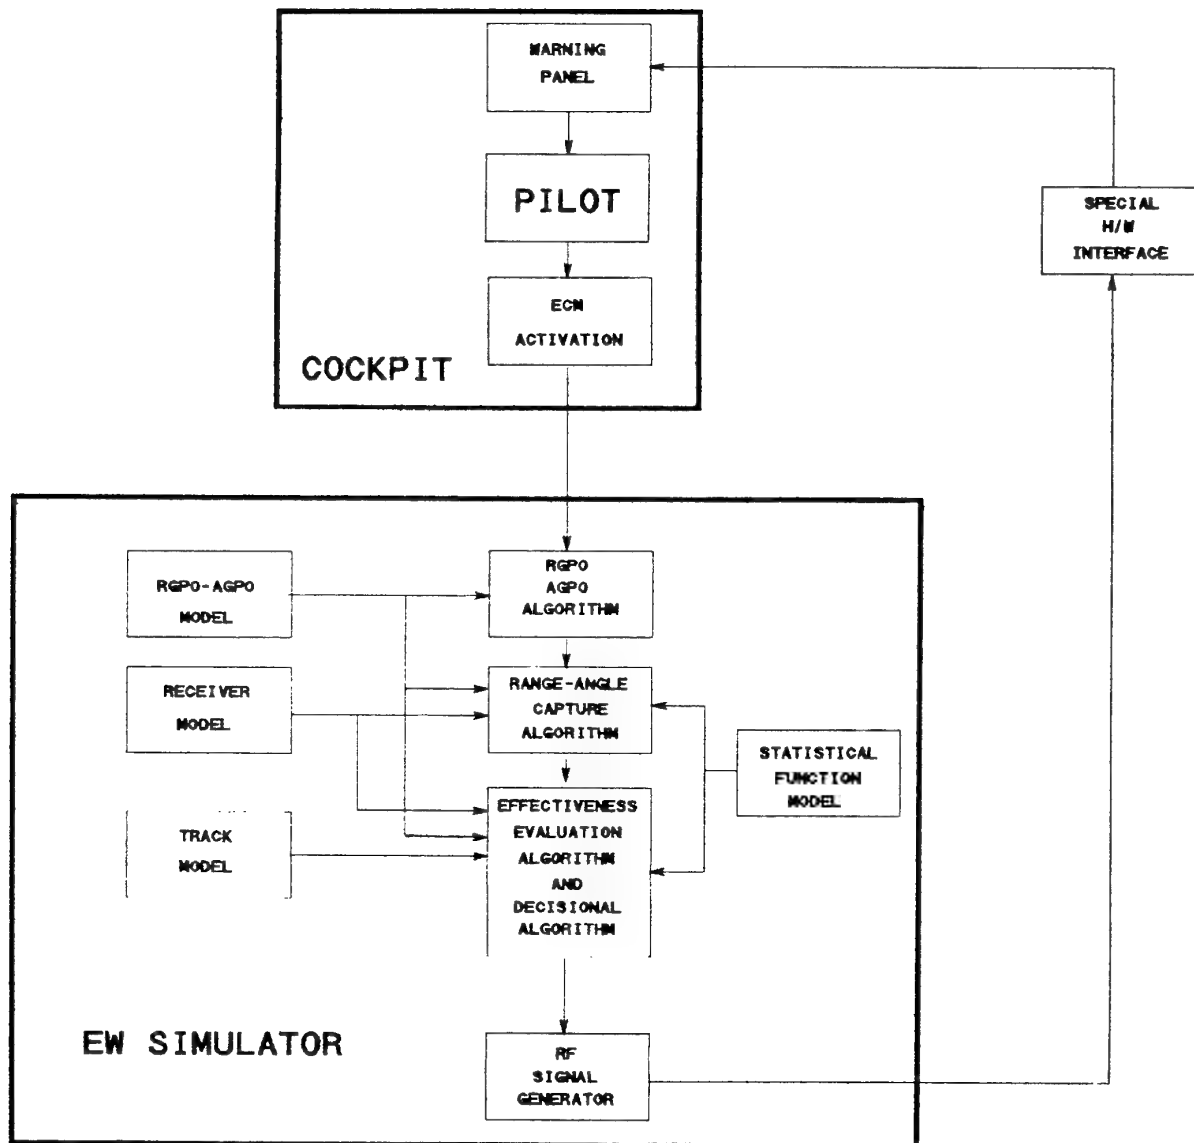 WARNING
PANEL
PILOT
SPECIAL
H/W
INTERFACE
ECM
ACTIVATION
COCKPIT
RGPO-AGPO
MODEL
RGPO
AGPO
ALGORITHM
RECEIVER
MODEL
RANGE-ANGLE
CAPTURE
ALGORITHM
STATISTICAL
FUNCTION
MODEL
TRACK
MODEL
EFFECTIVENESS
EVALUATION
ALGORITHM
AND
DECISIONAL
ALGORITHM
EW SIMULATOR
RF
SIGNAL
GENERATOR